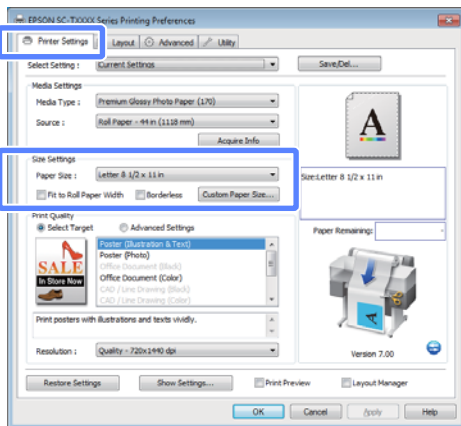 EPSON SC-TXXXX Series Printing Preferences
Printer Settings Layout Advanced Utility
Select Setting : Current Settings Save/Del...
Media Settings
Media Type : Premium Glossy Photo Paper (170)
Source : Roll Paper - 44 in (1118 mm)
Acquire Info
A
Size Settings
Paper Size : Letter 8 1/2 x 11 in
Size:Letter 8 1/2 x 11 in
Fit to Roll Paper Width Borderless Custom Paper Size...
Print Quality
Select Target Advanced Settings
Paper Remaining:
SALE
In Store Now
Poster (Illustration & Text)
Poster (Photo)
Office Document (Black)
Office Document (Color)
CAD / Line Drawing (Black)
CAD / Line Drawing (Color)
Print posters with illustrations and texts vividly.
A
Resolution : Quality - 720x1440 dpi
Version 7.00
Restore Settings Show Settings... Print Preview Layout Manager
OK Cancel Apply Help